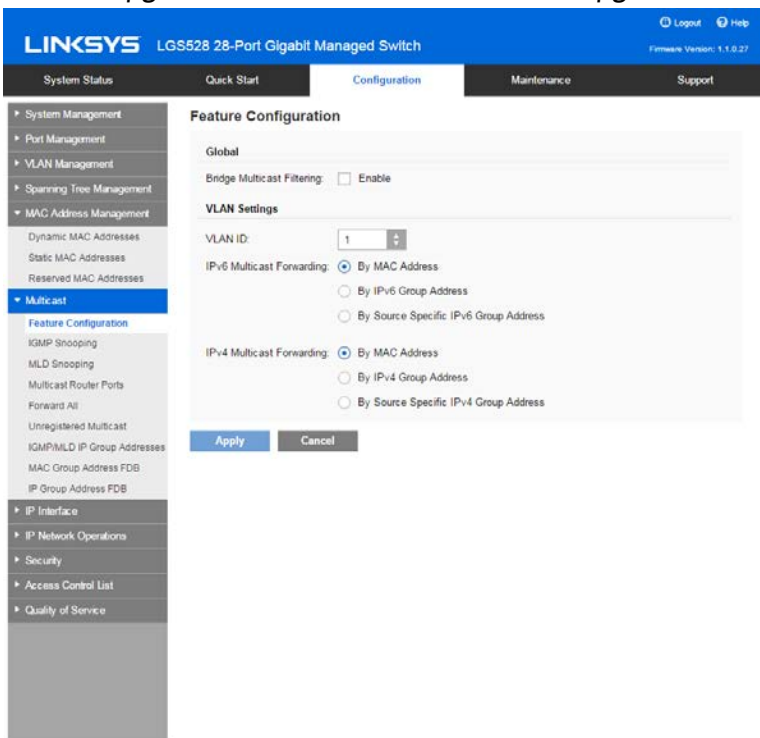 Logout Help
LINKSYS LGS528 28-Port Gigabit Managed Switch
Firmware Version: 1.1.0.27
System Status Quick Start Configuration Maintenance Support
System Management
Port Management
VLAN Management
Spanning Tree Management
MAC Address Management
Dynamic MAC Addresses
Static MAC Addresses
Reserved MAC Addresses
Multicast
Feature Configuration
IGMP Snooping
MLD Snooping
Multicast Router Ports
Forward All
Unregistered Multicast
IGMP/MLD IP Group Addresses
MAC Group Address FDB
IP Group Address FDB
IP Interface
IP Network Operations
Security
Access Control List
Quality of Service
Feature Configuration
Global
Bridge Multicast Filtering: Enable
VLAN Settings
VLAN ID: 1
IPv6 Multicast Forwarding: By MAC Address
By IPv6 Group Address
By Source Specific IPv6 Group Address
IPv4 Multicast Forwarding: By MAC Address
By IPv4 Group Address
By Source Specific IPv4 Group Address
Apply Cancel